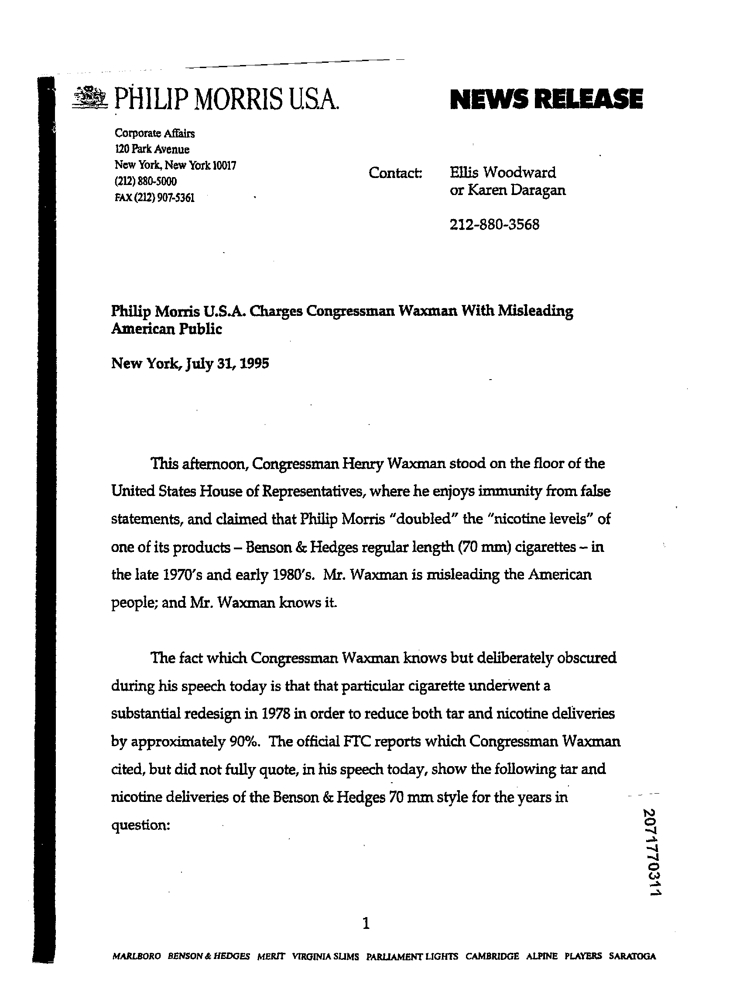 PHILIP MORRIS U.S.A.
NEWS RELEASE
Corporate Affairs
120 Park Avenue
New York, New York 10017
(212) 880-5000
FAX (212) 907-5361
Contact: Ellis Woodward
or Karen Daragan
212-880-3568
Philip Morris U.S.A. Charges Congressman Waxman With Misleading
American Public
New York, July 31, 1995
This afternoon, Congressman Henry Waxman stood on the floor of the
United States House of Representatives, where he enjoys immunity from false
statements, and claimed that Philip Morris "doubled" the "nicotine levels" of
one of its products – Benson & Hedges regular length (70 mm) cigarettes – in
the late 1970's and early 1980's. Mr. Waxman is misleading the American
people; and Mr. Waxman knows it.
The fact which Congressman Waxman knows but deliberately obscured
during his speech today is that that particular cigarette underwent a
substantial redesign in 1978 in order to reduce both tar and nicotine deliveries
by approximately 90%. The official FTC reports which Congressman Waxman
cited, but did not fully quote, in his speech today, show the following tar and
nicotine deliveries of the Benson & Hedges 70 mm style for the years in
question:
2071770311
1
MARLBORO BENSON & HEDGES MERIT VIRGINIA SLIMS PARLIAMENT LIGHTS CAMBRIDGE ALPINE PLAYERS SARATOGA